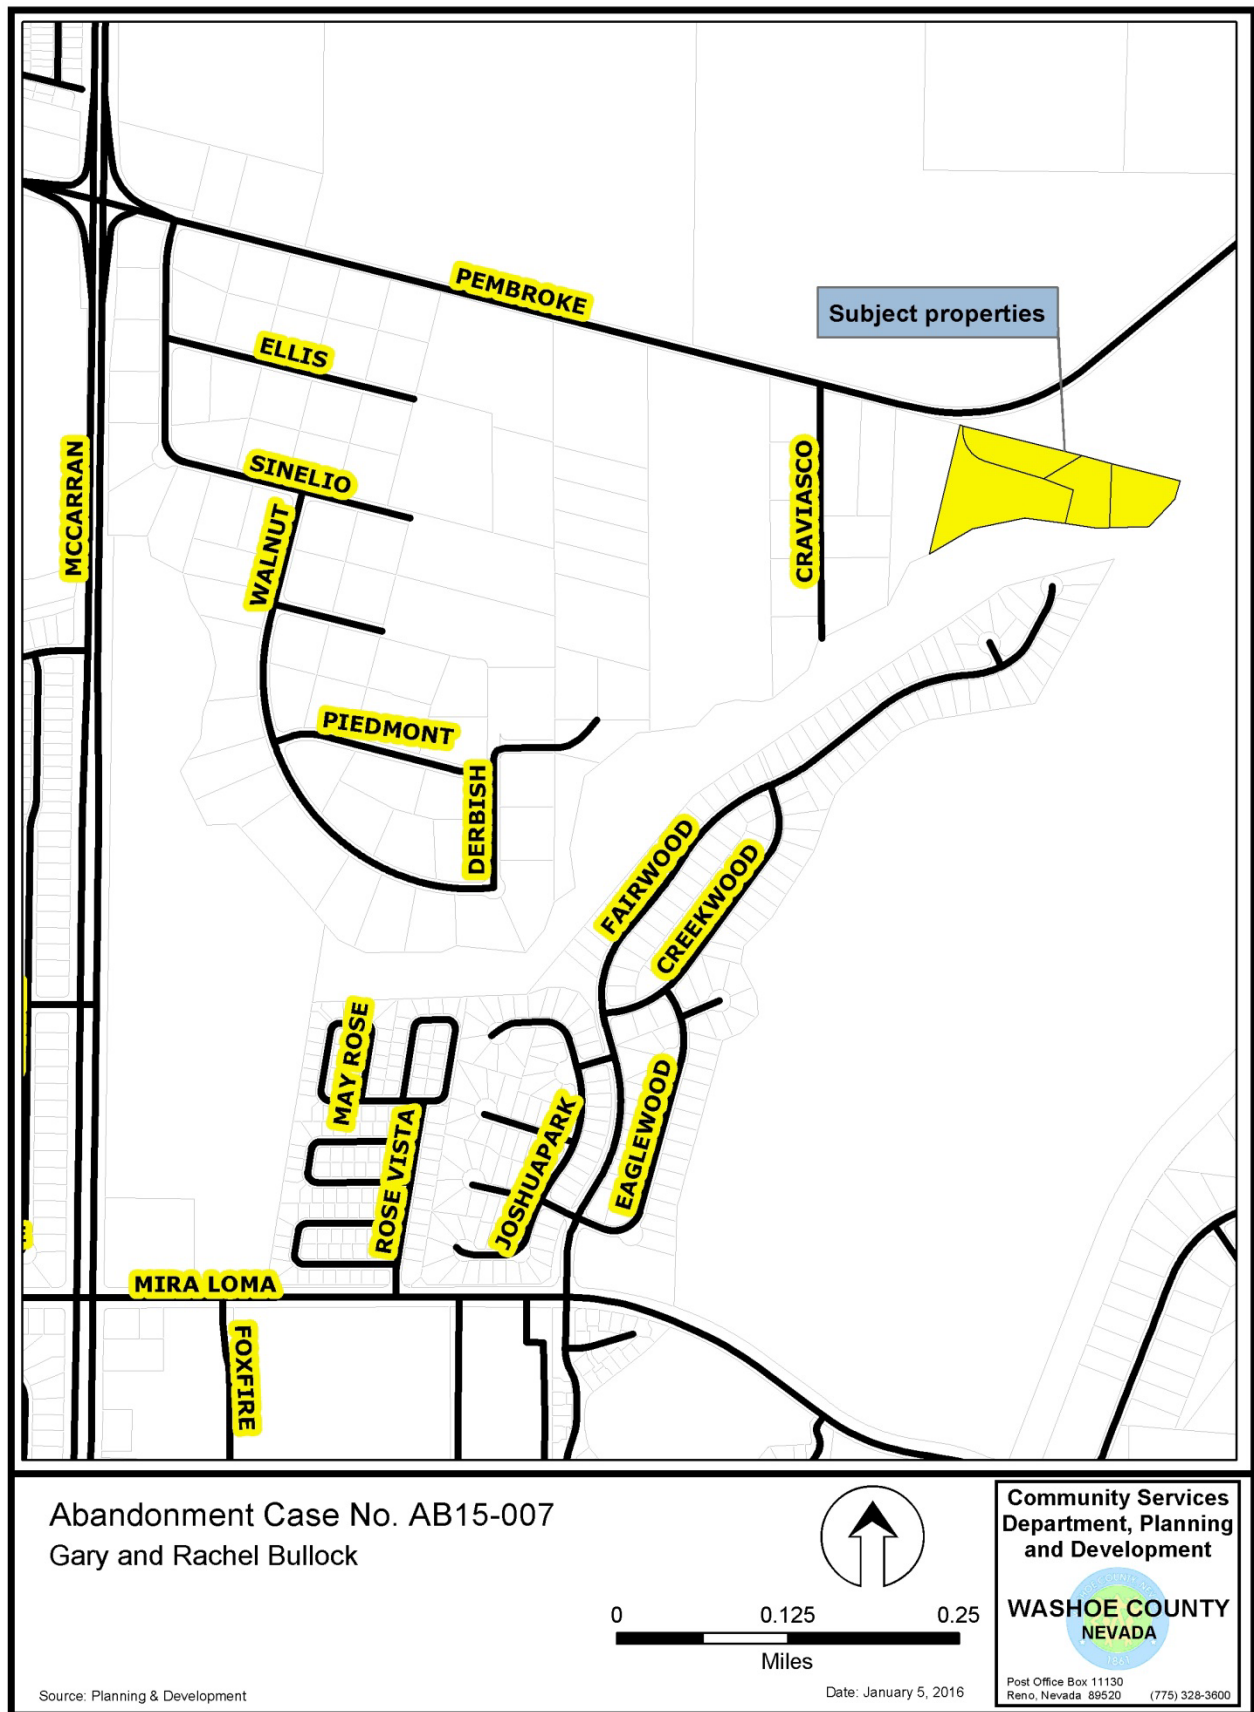 PEMBROKE
Subject properties
ELLIS
MCCARRAN
SINELIO
CRAVIASCO
WALNUT
PIEDMONT
DERBISH
FAIRWOOD
CREEKWOOD
MAY ROSE
EAGLEWOOD
JOSHUAPARK
ROSE VISTA
MIRA LOMA
FOXFIRE
Abandonment Case No. AB15-007
Gary and Rachel Bullock
0 0.125 0.25
Miles
Source: Planning & Development
Date: January 5, 2016
Community Services
Department, Planning
and Development
WASHOE COUNTY
NEVADA
1861
Post Office Box 11130
Reno, Nevada 89520 (775) 328-3600